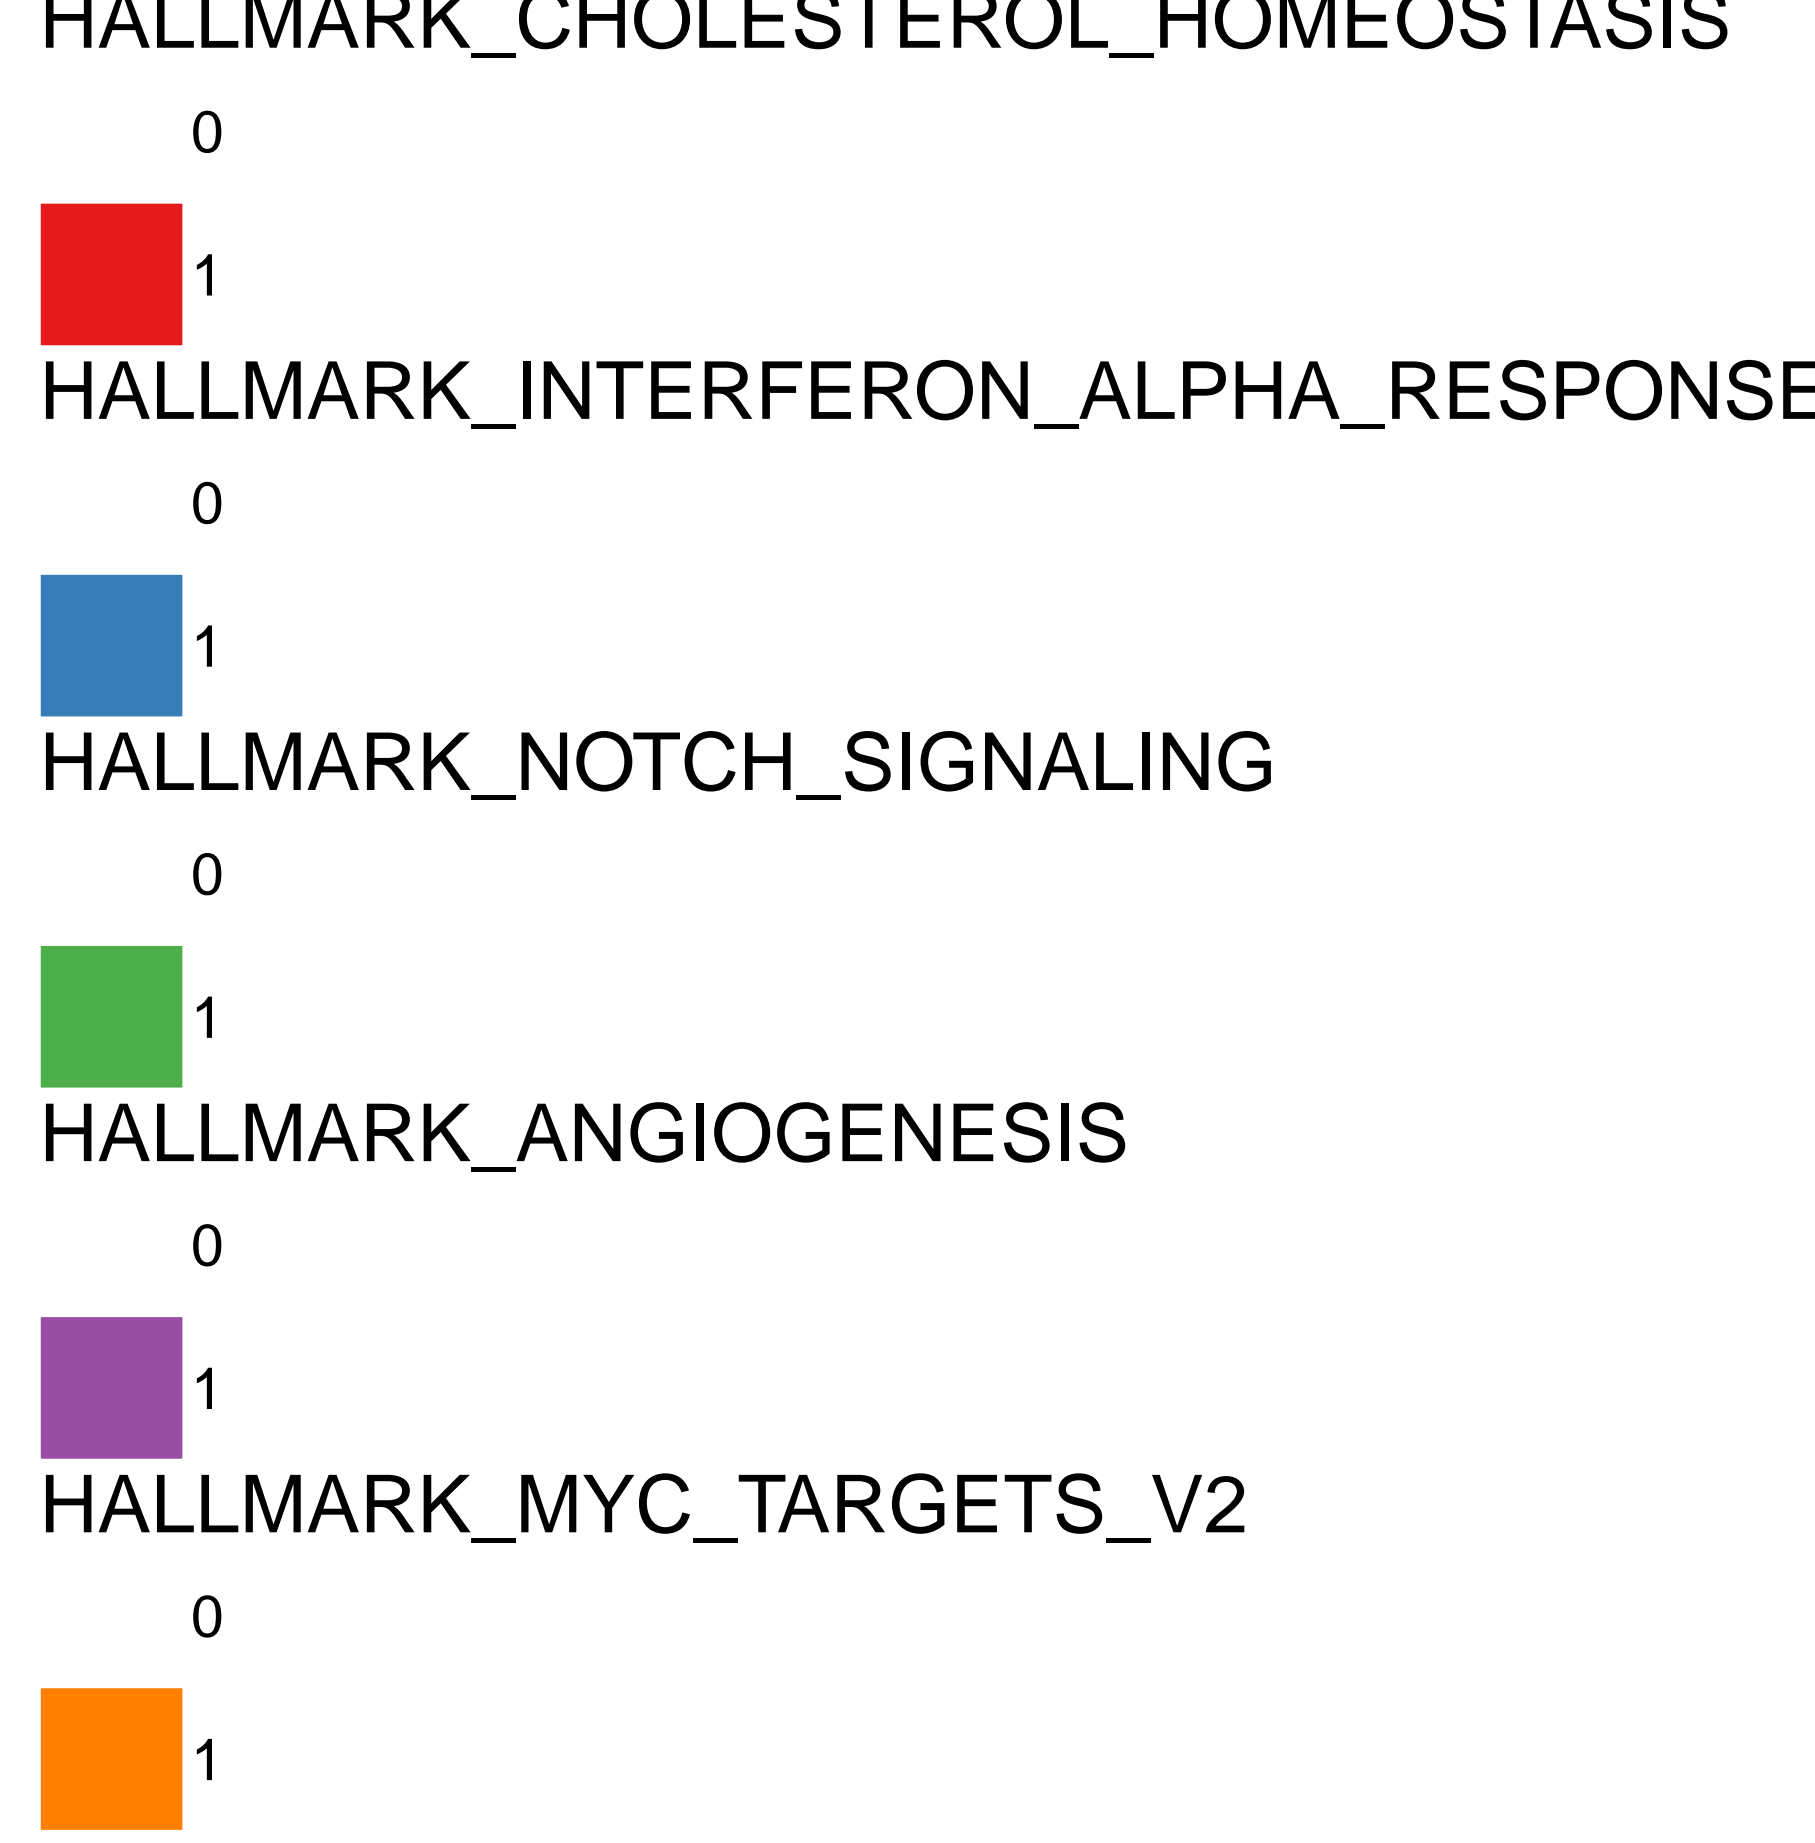 HALLMARK_CHOLESTEROL_HOMEOSTASIS
0
1
HALLMARK_INTERFERON_ALPHA_RESPONSE
0
1
HALLMARK_NOTCH_SIGNALING
0
1
HALLMARK_ANGIOGENESIS
0
1
HALLMARK_MYC_TARGETS_V2
0
1